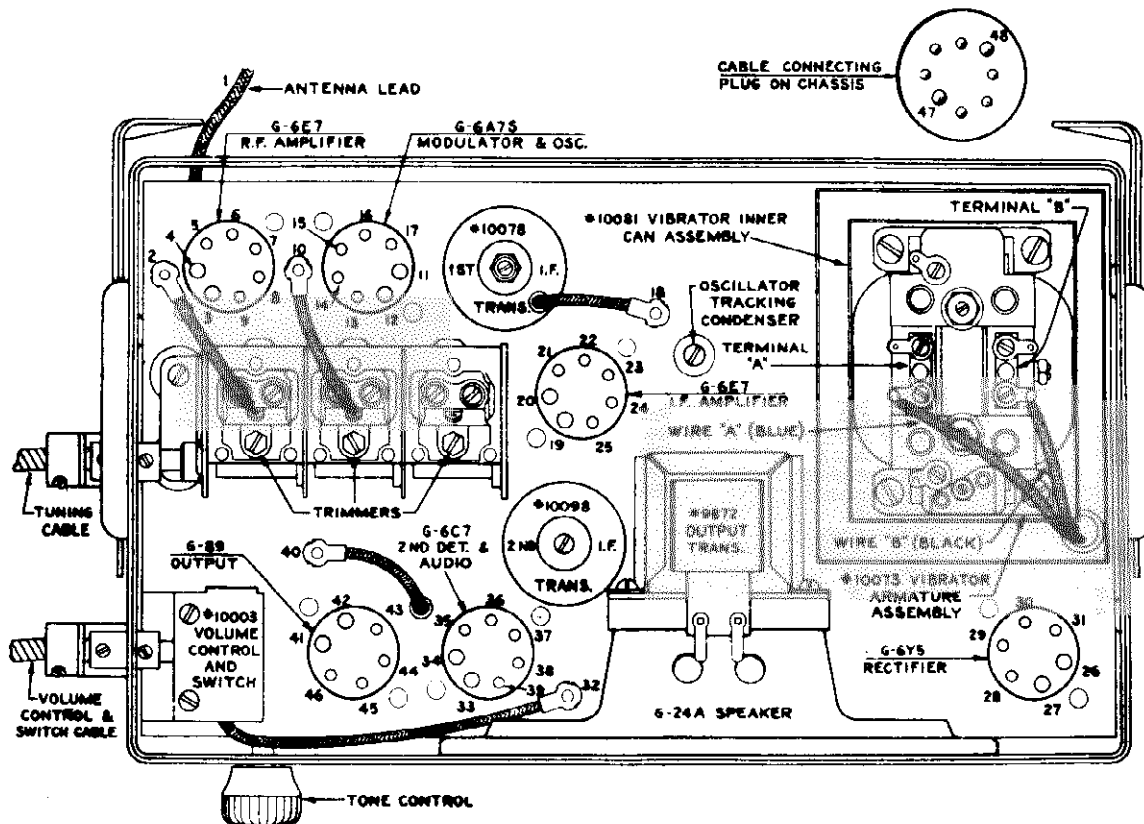 48
CABLE CONNECTING
PLUG ON CHASSIS
47
1
ANTENNA LEAD
G-6E7
R.F. AMPLIFIER
G-6A7S
MODULATOR & OSC.
TERMINAL "B"
*10081 VIBRATOR INNER
CAN ASSEMBLY
2
4
5
6
7
8
9
3
10
15
16
17
11
12
13
14
*10078
1ST I.F.
TRANS.
18
OSCILLATOR
TRACKING
CONDENSER
TERMINAL
"A"
21
22
23
20
24
19
25
G-6E7
I.F. AMPLIFIER
WIRE "A" (BLUE)
TUNING
CABLE
TRIMMERS
*10098
2ND I.F.
TRANS.
*9872
OUTPUT
TRANS.
WIRE "B" (BLACK)
*10073 VIBRATOR
ARMATURE
ASSEMBLY
G-89
OUTPUT
40
G-6C7
2ND DET. &
AUDIO
43
*10003
VOLUME
CONTROL
AND
SWITCH
42
41
44
46
45
35
36
37
34
38
39
33
32
30
31
29
26
28
27
G-6Y5
RECTIFIER
VOLUME
CONTROL &
SWITCH CABLE
G-24A SPEAKER
TONE CONTROL